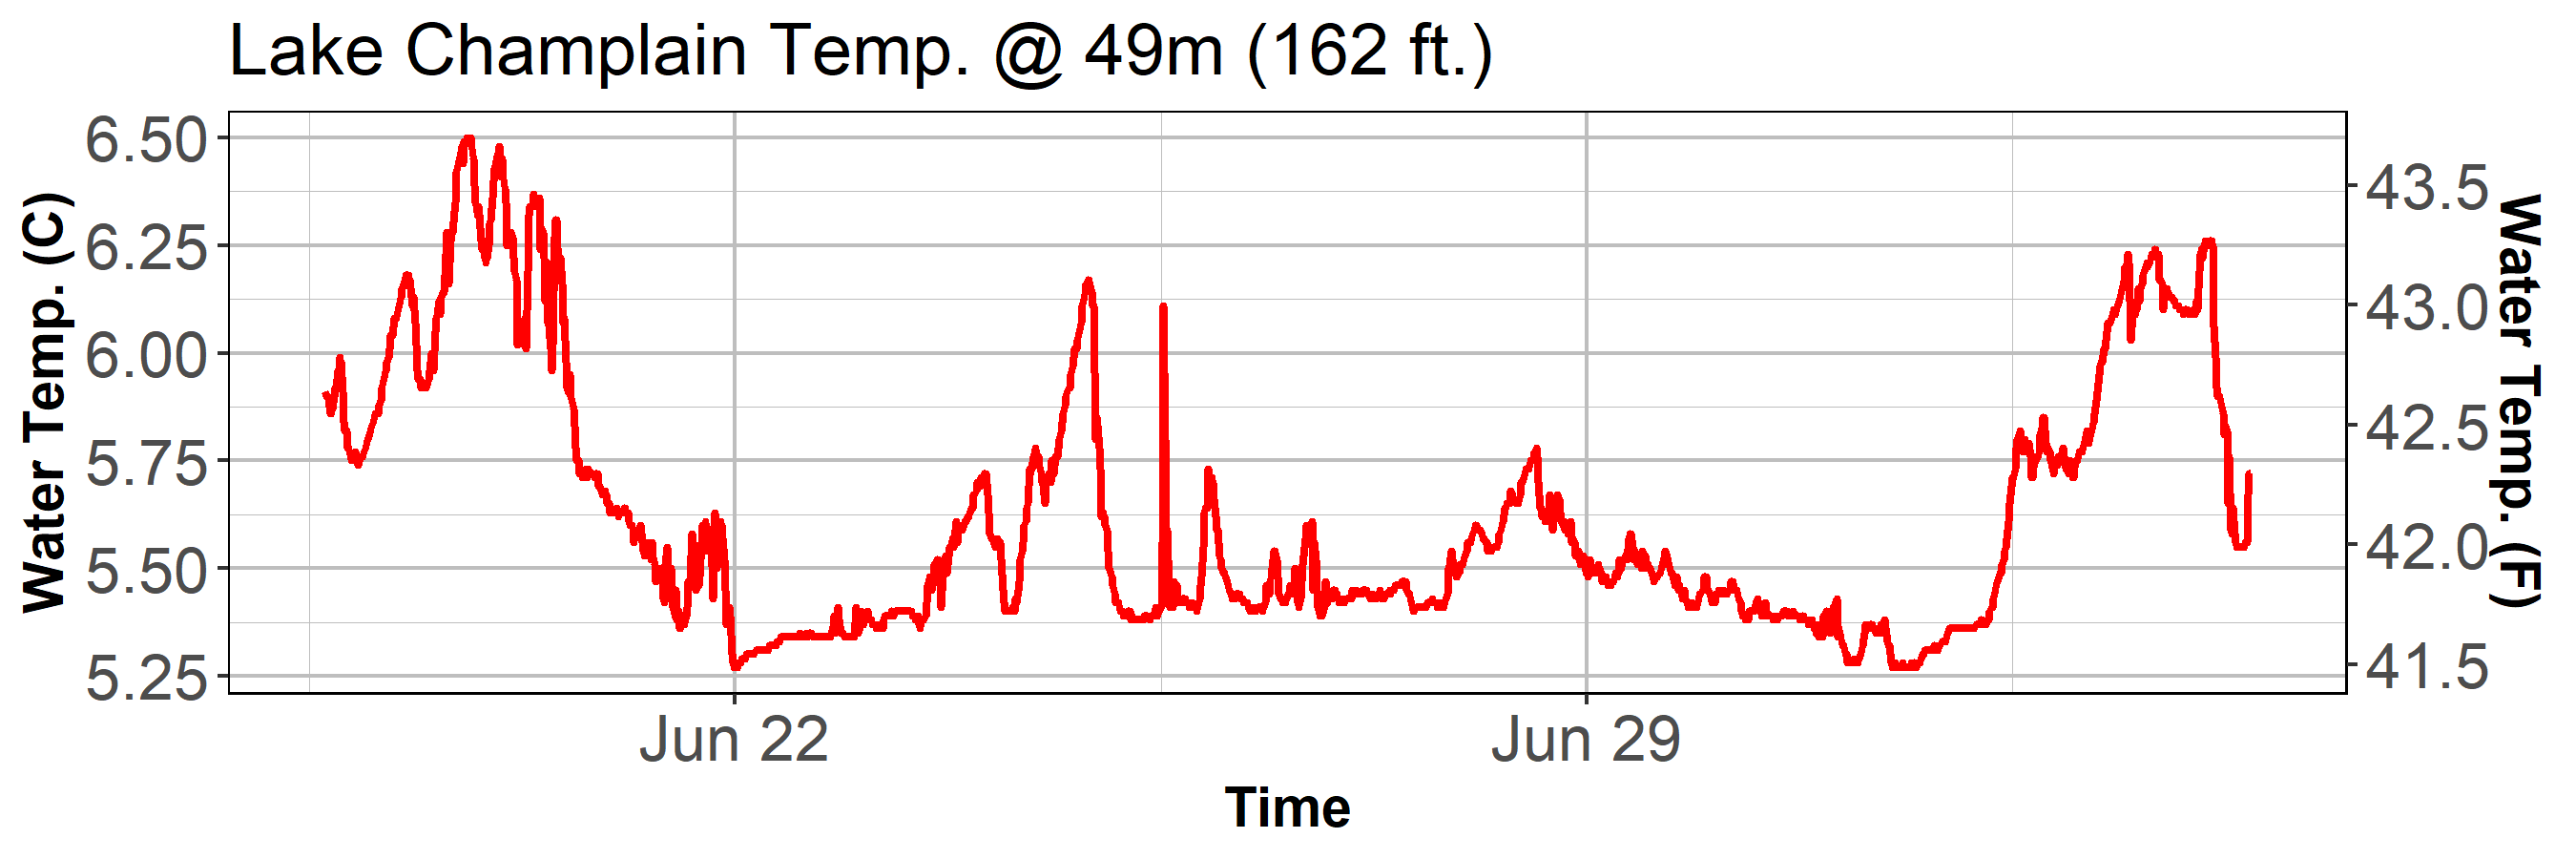 Lake Champlain Temp. @ 49m (162 ft.)
Water Temp. (C)
6.50
6.25
6.00
5.75
5.50
5.25
43.5
43.0
42.5
42.0
41.5
Water Temp. (F)
Jun 22
Jun 29
Time